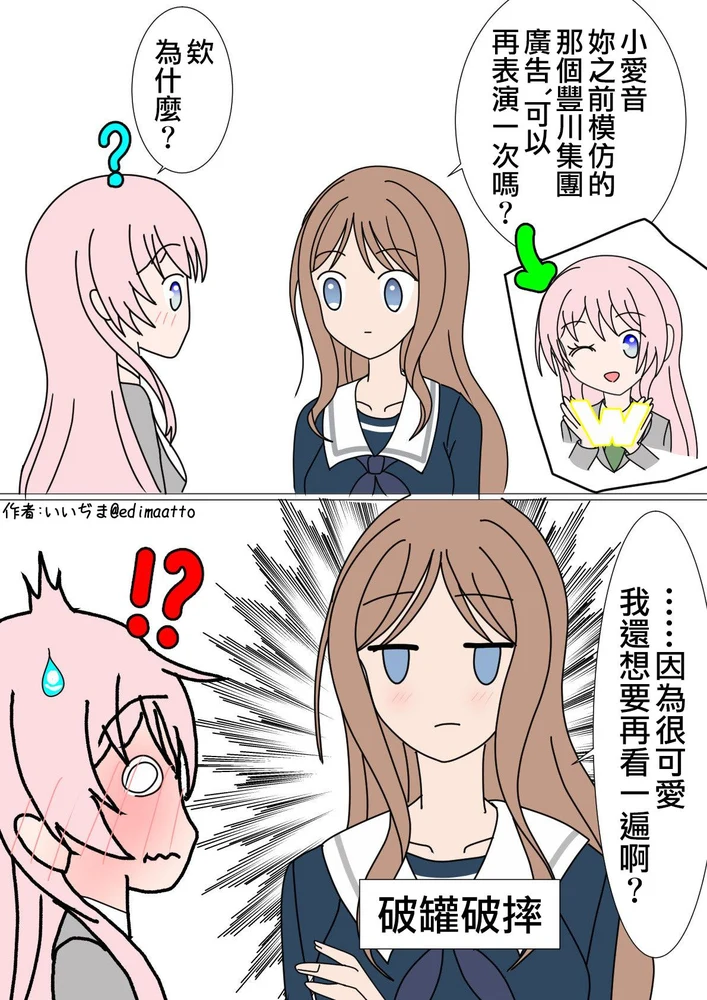 小愛音
妳之前模仿的
那個豐川集團
廣告,可以
再表演一次嗎?
欸
為什麼?
?
W
作者:いいぢま@edimaatto
!?
……因為很可愛
我還想要再看一遍啊?
破罐破摔